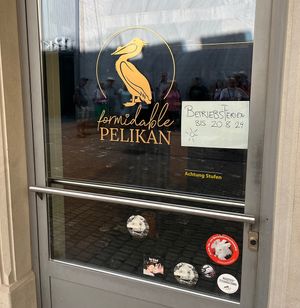 formidable
PELIKAN
BETRIEBSFERIEN
BIS 20.8.24
Achtung Stufen